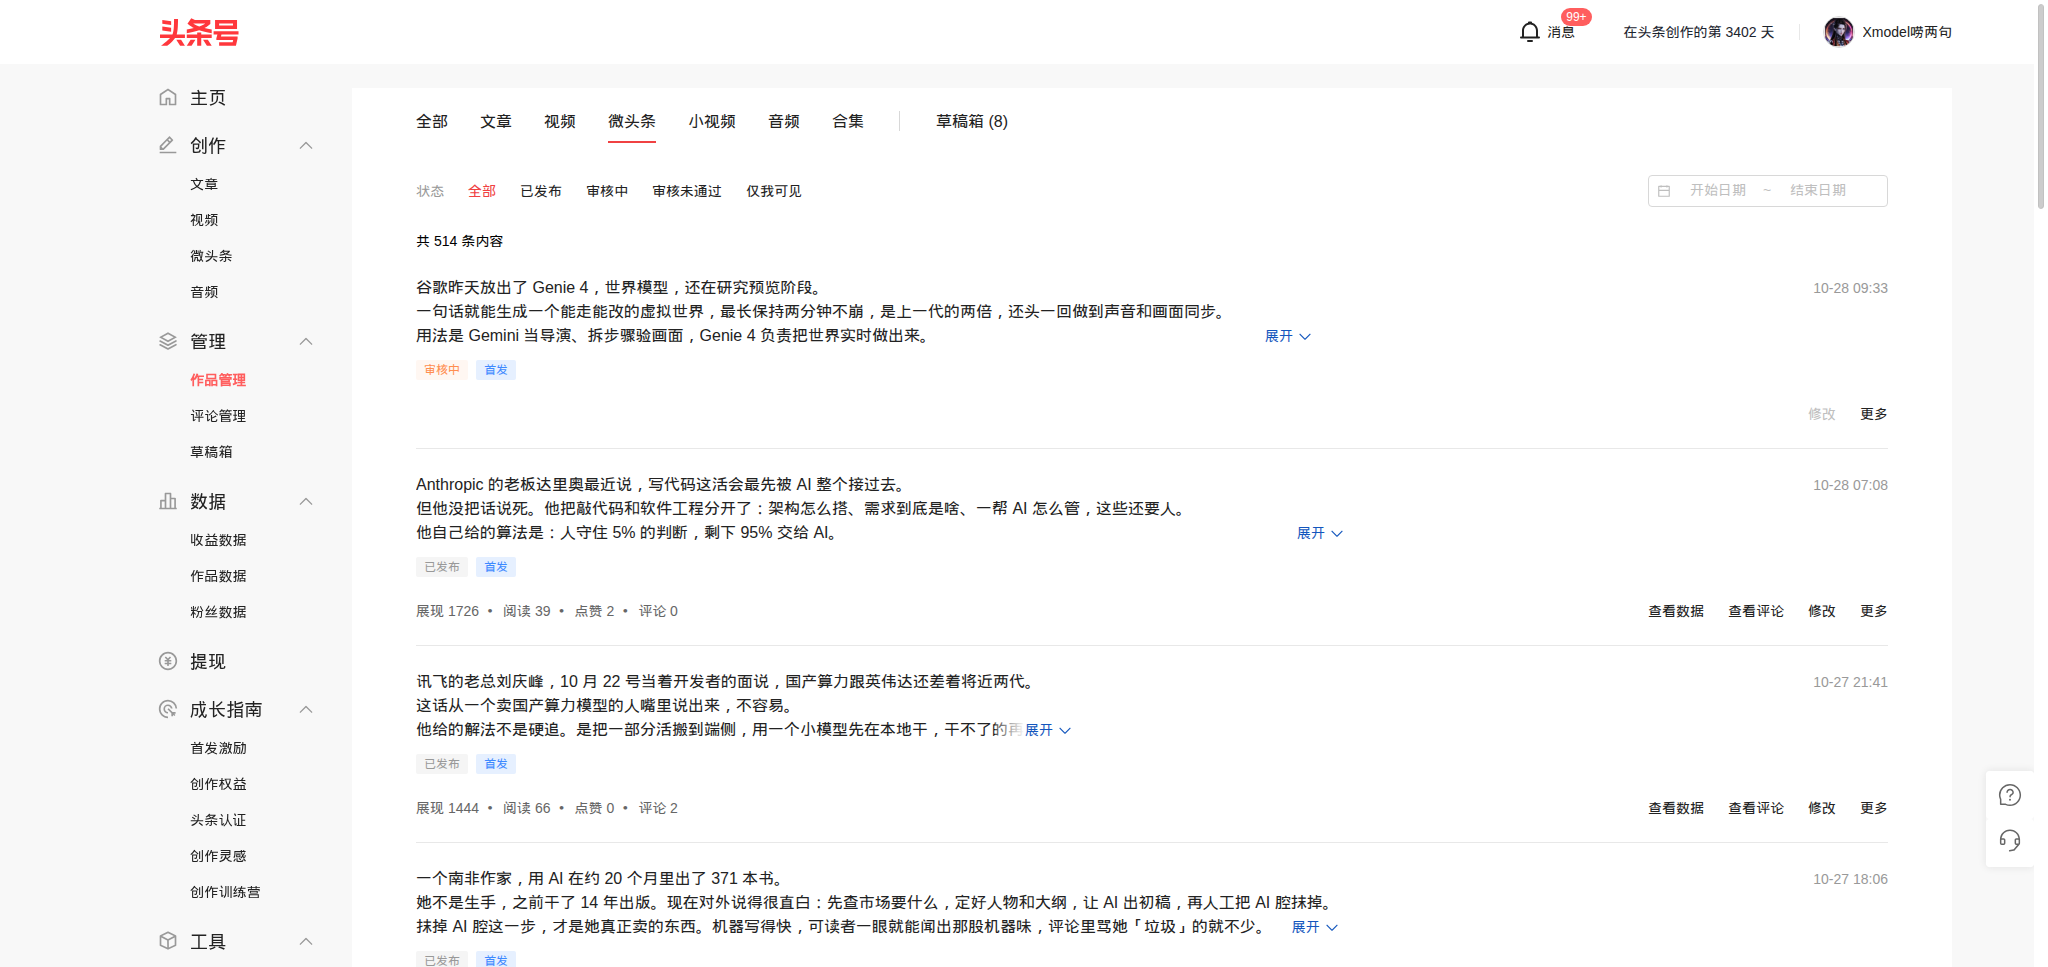 头条号
消息
99+
在头条创作的第 3402 天
Xmodel唠两句
主页
创作
文章
视频
微头条
音频
管理
作品管理
评论管理
草稿箱
数据
收益数据
作品数据
粉丝数据
提现
成长指南
首发激励
创作权益
头条认证
创作灵感
创作训练营
工具
全部 文章 视频 微头条 小视频 音频 合集 草稿箱 (8)
状态 全部 已发布 审核中 审核未通过 仅我可见
开始日期 ~ 结束日期
共 514 条内容
谷歌昨天放出了 Genie 4，世界模型，还在研究预览阶段。
10-28 09:33
一句话就能生成一个能走能改的虚拟世界，最长保持两分钟不崩，是上一代的两倍，还头一回做到声音和画面同步。
用法是 Gemini 当导演、拆步骤验画面，Genie 4 负责把世界实时做出来。
展开
审核中 首发
修改 更多
Anthropic 的老板达里奥最近说，写代码这活会最先被 AI 整个接过去。
10-28 07:08
但他没把话说死。他把敲代码和软件工程分开了：架构怎么搭、需求到底是啥、一帮 AI 怎么管，这些还要人。
他自己给的算法是：人守住 5% 的判断，剩下 95% 交给 AI。
展开
已发布 首发
展现 1726 • 阅读 39 • 点赞 2 • 评论 0
查看数据 查看评论 修改 更多
讯飞的老总刘庆峰，10 月 22 号当着开发者的面说，国产算力跟英伟达还差着将近两代。
10-27 21:41
这话从一个卖国产算力模型的人嘴里说出来，不容易。
他给的解法不是硬追。是把一部分活搬到端侧，用一个小模型先在本地干，干不了的再
展开
已发布 首发
展现 1444 • 阅读 66 • 点赞 0 • 评论 2
查看数据 查看评论 修改 更多
一个南非作家，用 AI 在约 20 个月里出了 371 本书。
10-27 18:06
她不是生手，之前干了 14 年出版。现在对外说得很直白：先查市场要什么，定好人物和大纲，让 AI 出初稿，再人工把 AI 腔抹掉。
抹掉 AI 腔这一步，才是她真正卖的东西。机器写得快，可读者一眼就能闻出那股机器味，评论里骂她「垃圾」的就不少。
展开
已发布 首发